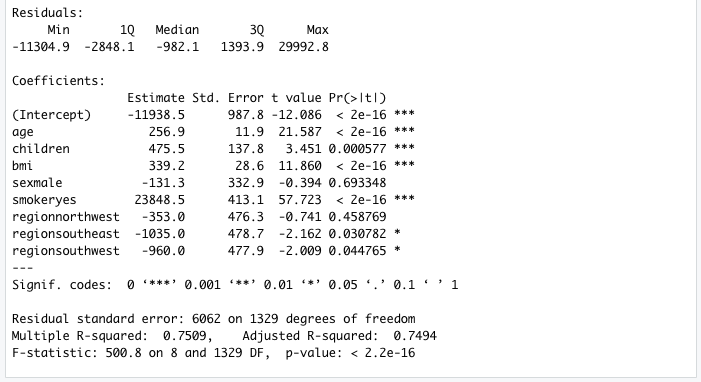 Residuals:
     Min       1Q   Median       3Q      Max
-11304.9  -2848.1   -982.1   1393.9  29992.8

Coefficients:
                Estimate Std. Error t value Pr(>|t|)
(Intercept)     -11938.5      987.8 -12.086  < 2e-16 ***
age                256.9       11.9  21.587  < 2e-16 ***
children           475.5      137.8   3.451 0.000577 ***
bmi                339.2       28.6  11.860  < 2e-16 ***
sexmale           -131.3      332.9  -0.394 0.693348
smokeryes        23848.5      413.1  57.723  < 2e-16 ***
regionnorthwest   -353.0      476.3  -0.741 0.458769
regionsoutheast  -1035.0      478.7  -2.162 0.030782 *
regionsouthwest   -960.0      477.9  -2.009 0.044765 *
---
Signif. codes:  0 ‘***’ 0.001 ‘**’ 0.01 ‘*’ 0.05 ‘.’ 0.1 ‘ ’ 1

Residual standard error: 6062 on 1329 degrees of freedom
Multiple R-squared:  0.7509,	Adjusted R-squared:  0.7494
F-statistic: 500.8 on 8 and 1329 DF,  p-value: < 2.2e-16